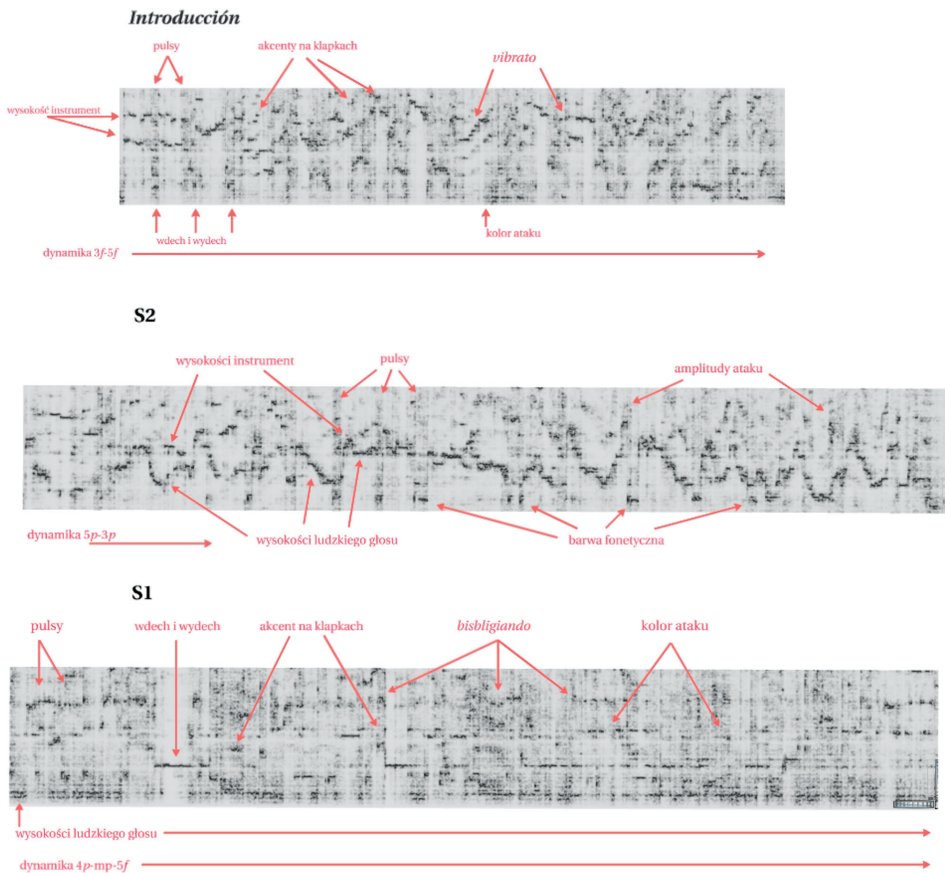 Introducción
pulsy
akcenty na klapkach
vibrato
wysokość instrument
wdech i wydech
kolor ataku
dynamika 3f-5f
S2
wysokości instrument
pulsy
amplitudy ataku
dynamika 5p-3p
wysokości ludzkiego głosu
barwa fonetyczna
S1
pulsy
wdech i wydech
akcent na klapkach
bisbligiando
kolor ataku
wysokości ludzkiego głosu
dynamika 4p-mp-5f